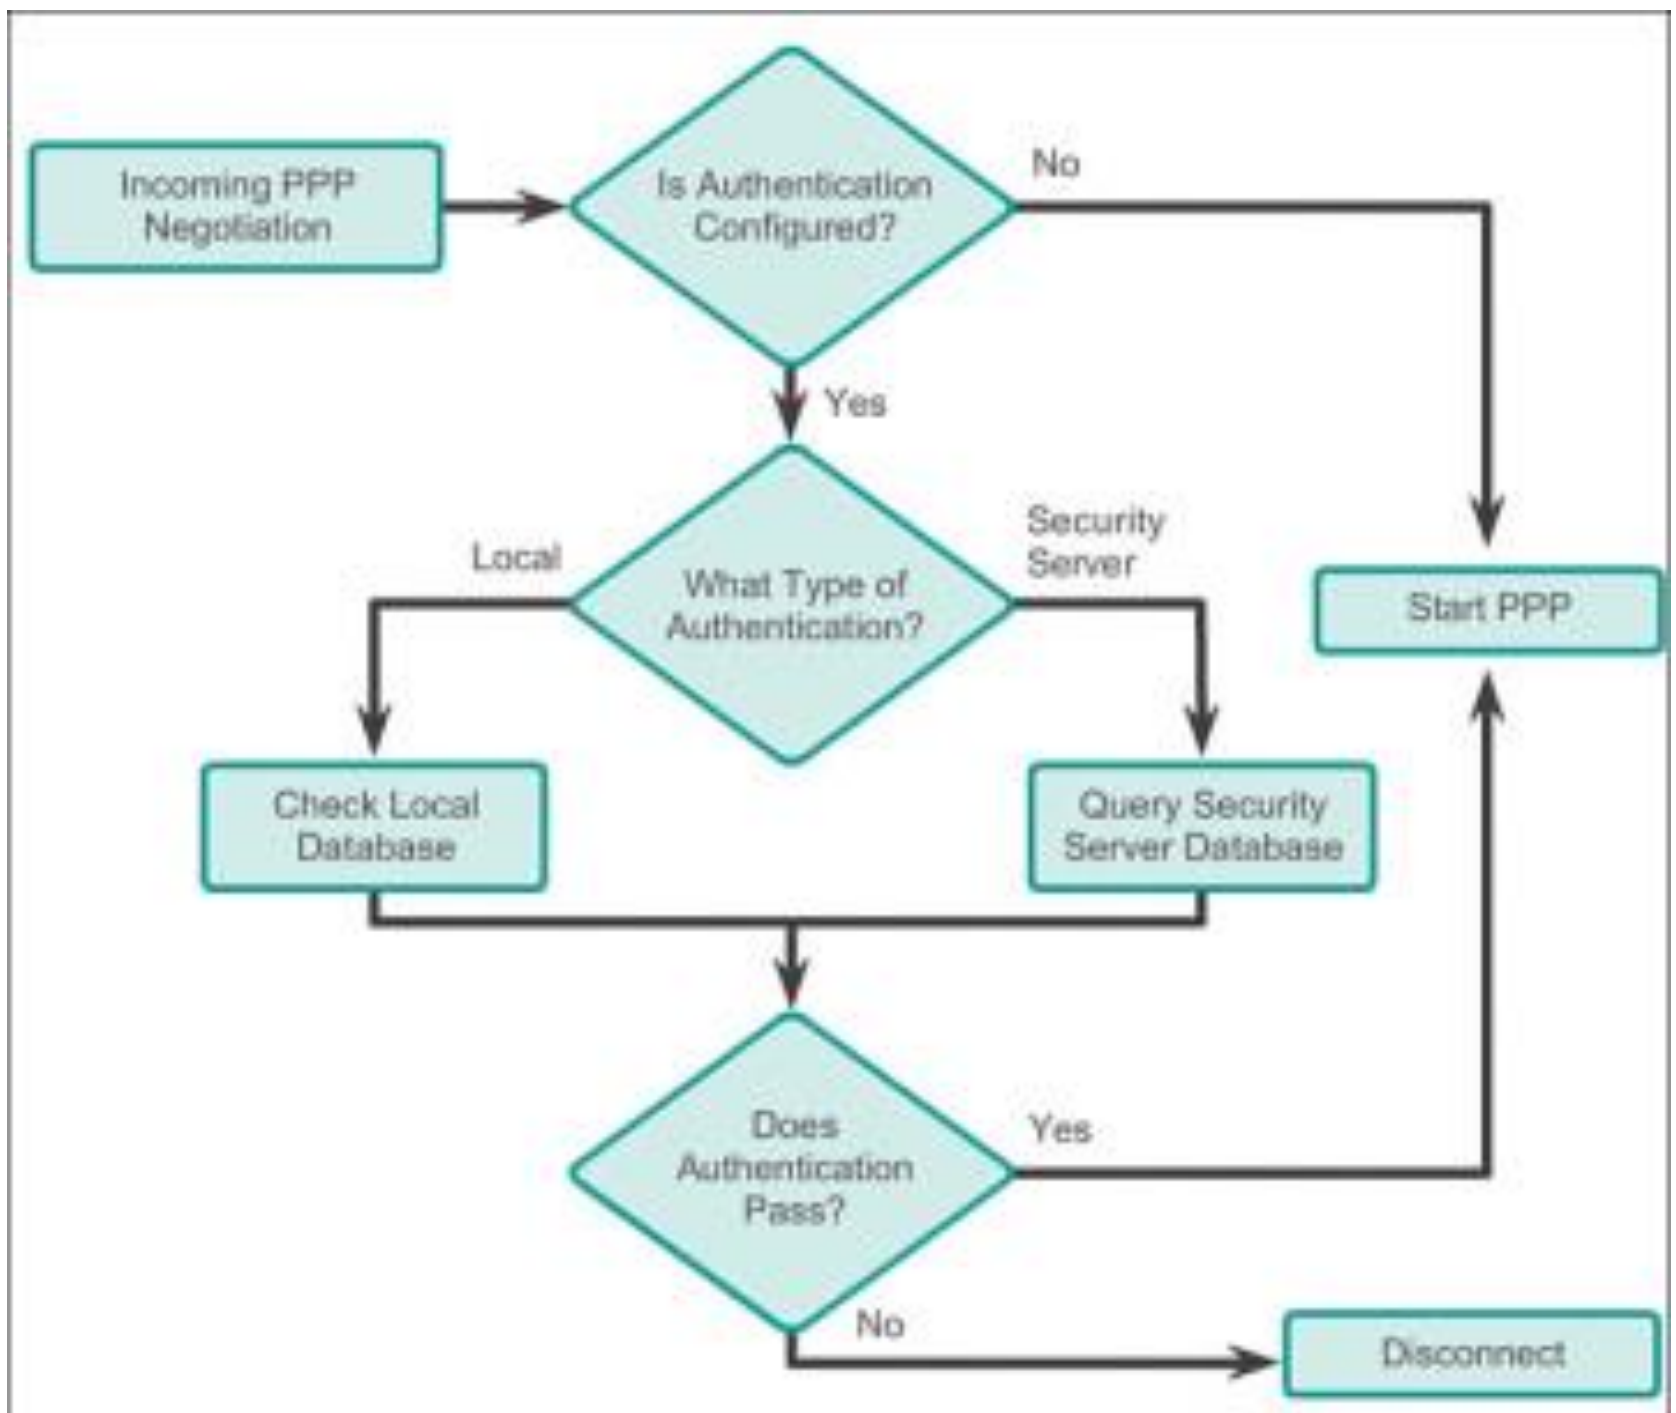 Incoming PPP
Negotiation
Is Authentication
Configured?
No
Yes
What Type of
Authentication?
Local
Security
Server
Start PPP
Check Local
Database
Query Security
Server Database
Does
Authentication
Pass?
Yes
No
Disconnect